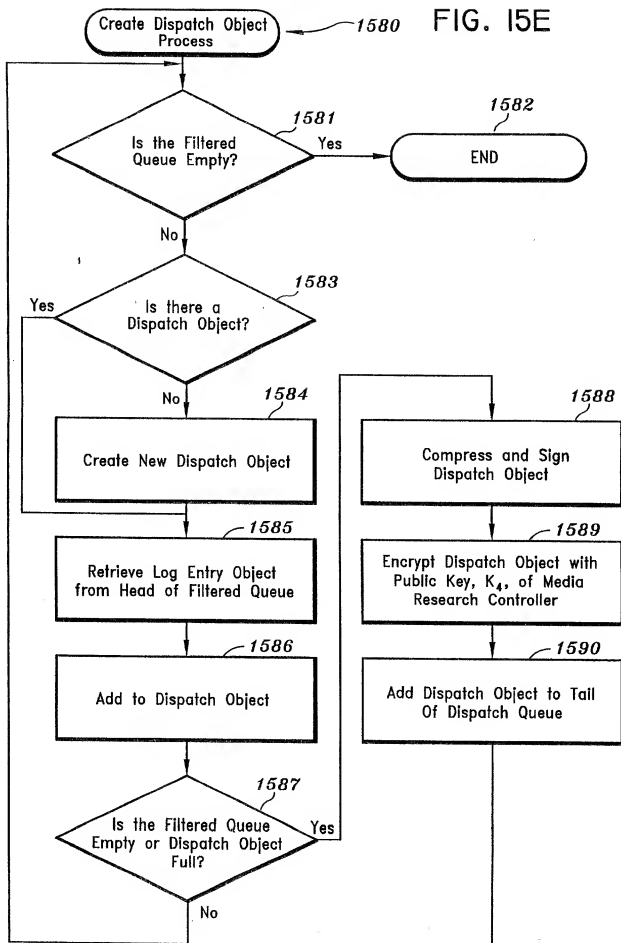 FIG. 15E
Create Dispatch Object
Process
1580
1581
Is the Filtered
Queue Empty?
Yes
1582
END
No
1583
Is there a
Dispatch Object?
Yes
No
1584
Create New Dispatch Object
1585
Retrieve Log Entry Object
from Head of Filtered Queue
1586
Add to Dispatch Object
1587
Is the Filtered Queue
Empty or Dispatch Object
Full?
Yes
No
1588
Compress and Sign
Dispatch Object
1589
Encrypt Dispatch Object with
Public Key, K₄, of Media
Research Controller
1590
Add Dispatch Object to Tail
Of Dispatch Queue